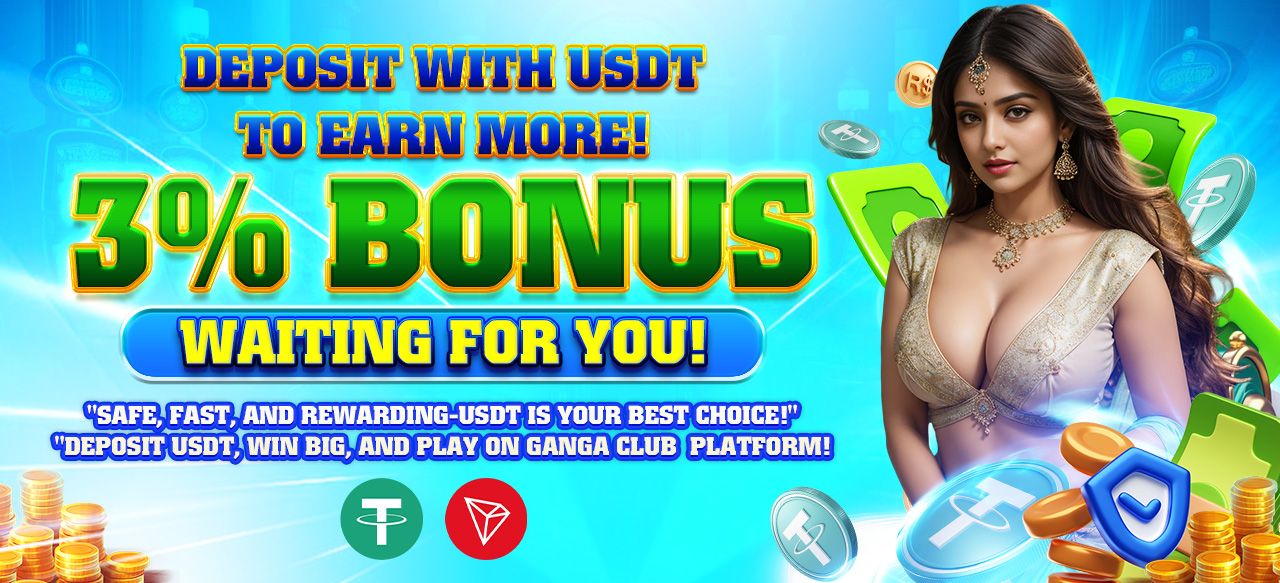 DEPOSIT WITH USDT
TO EARN MORE!
3% BONUS
WAITING FOR YOU!
"SAFE, FAST, AND REWARDING-USDT IS YOUR BEST CHOICE!"
"DEPOSIT USDT, WIN BIG, AND PLAY ON GANGA CLUB PLATFORM!
R$